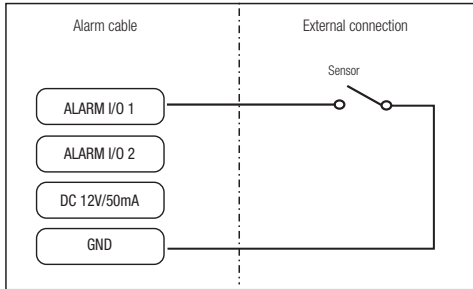 Alarm cable
External connection
Sensor
ALARM I/O 1
ALARM I/O 2
DC 12V/50mA
GND